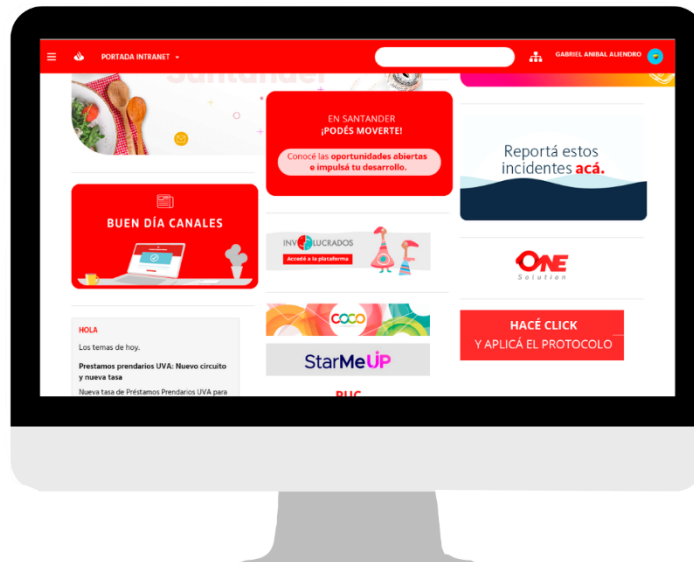 PORTADA INTRANET
GABRIEL ANIBAL ALIENDRO
Santander
EN SANTANDER
¡PODÉS MOVERTE!
Conocé las oportunidades abiertas
e impulsá tu desarrollo.
Reportá estos
incidentes acá.
BUEN DÍA CANALES
INVOLUCRADOS
Accedé a la plataforma
ONE
Solution
COCO
StarMeUP
HACÉ CLICK
Y APLICÁ EL PROTOCOLO
HOLA
Los temas de hoy.
Prestamos prendarios UVA: Nuevo circuito
y nueva tasa
Nueva tasa de Préstamos Prendarios UVA para